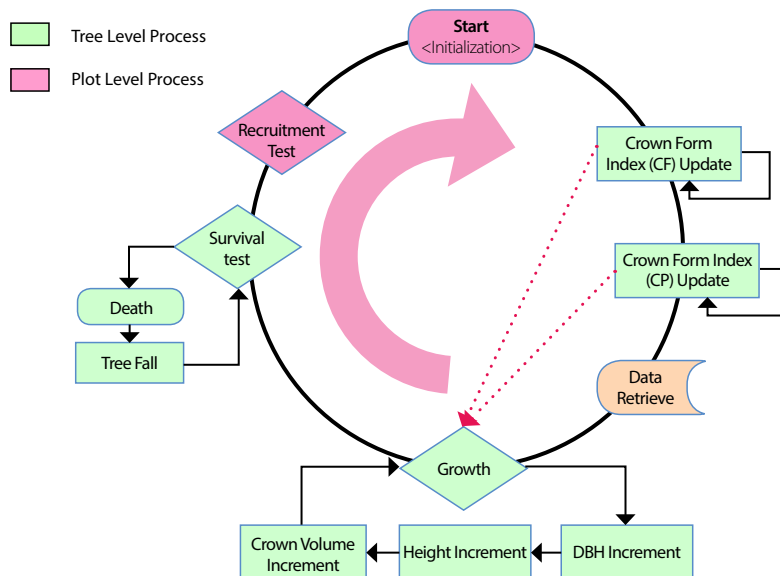 Tree Level Process
Plot Level Process
Start
<Initialization>
Recruitment
Test
Crown Form
Index (CF) Update
Survival
test
Crown Form Index
(CP) Update
Death
Tree Fall
Data
Retrieve
Growth
Crown Volume
Increment
Height Increment
DBH Increment